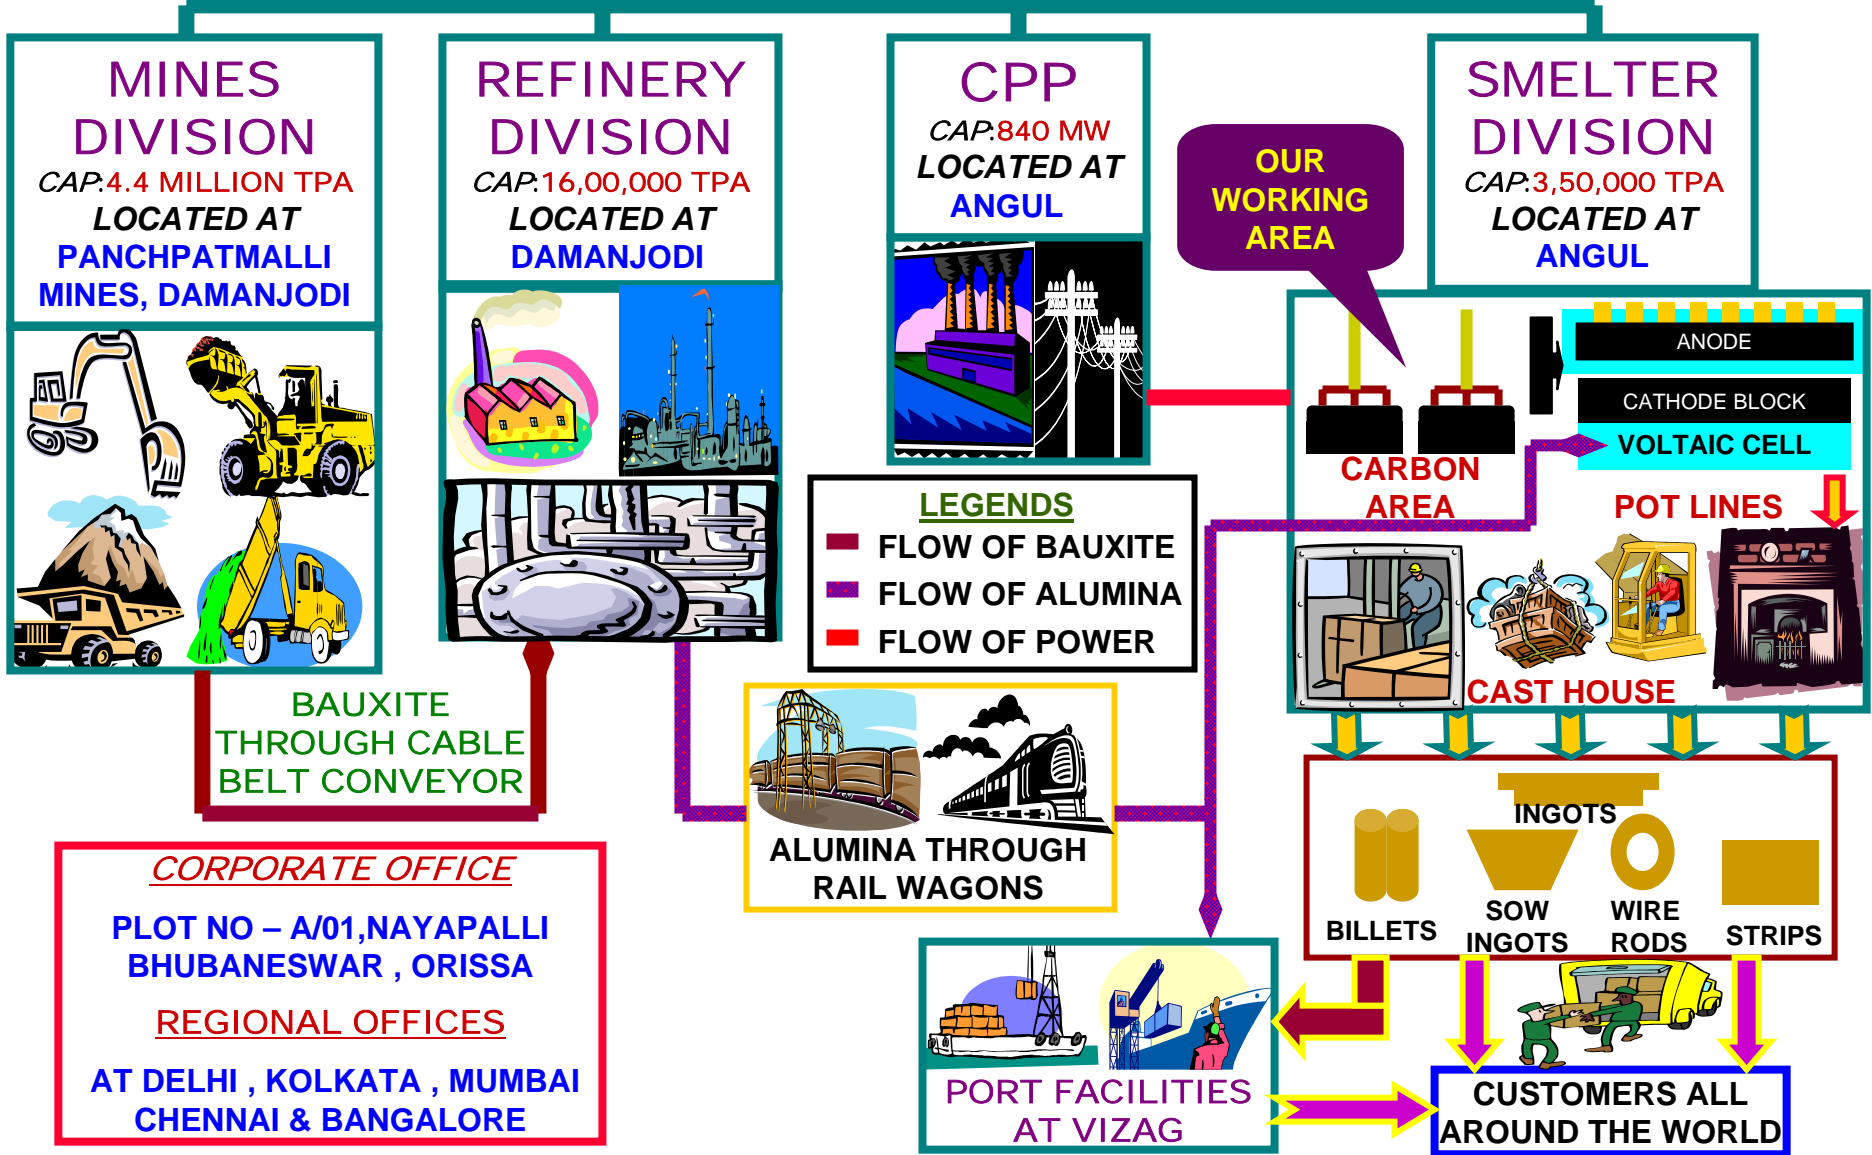 MINES
DIVISION
CAP:4.4 MILLION TPA
LOCATED AT
PANCHPATMALLI
MINES, DAMANJODI
REFINERY
DIVISION
CAP:16,00,000 TPA
LOCATED AT
DAMANJODI
CPP
CAP:840 MW
LOCATED AT
ANGUL
OUR
WORKING
AREA
SMELTER
DIVISION
CAP:3,50,000 TPA
LOCATED AT
ANGUL
ANODE
CATHODE BLOCK
VOLTAIC CELL
CARBON
AREA
POT LINES
CAST HOUSE
LEGENDS
FLOW OF BAUXITE
FLOW OF ALUMINA
FLOW OF POWER
BAUXITE
THROUGH CABLE
BELT CONVEYOR
ALUMINA THROUGH
RAIL WAGONS
INGOTS
BILLETS
SOW
INGOTS
WIRE
RODS
STRIPS
CORPORATE OFFICE
PLOT NO – A/01,NAYAPALLI
BHUBANESWAR , ORISSA
REGIONAL OFFICES
AT DELHI , KOLKATA , MUMBAI
CHENNAI & BANGALORE
PORT FACILITIES
AT VIZAG
CUSTOMERS ALL
AROUND THE WORLD